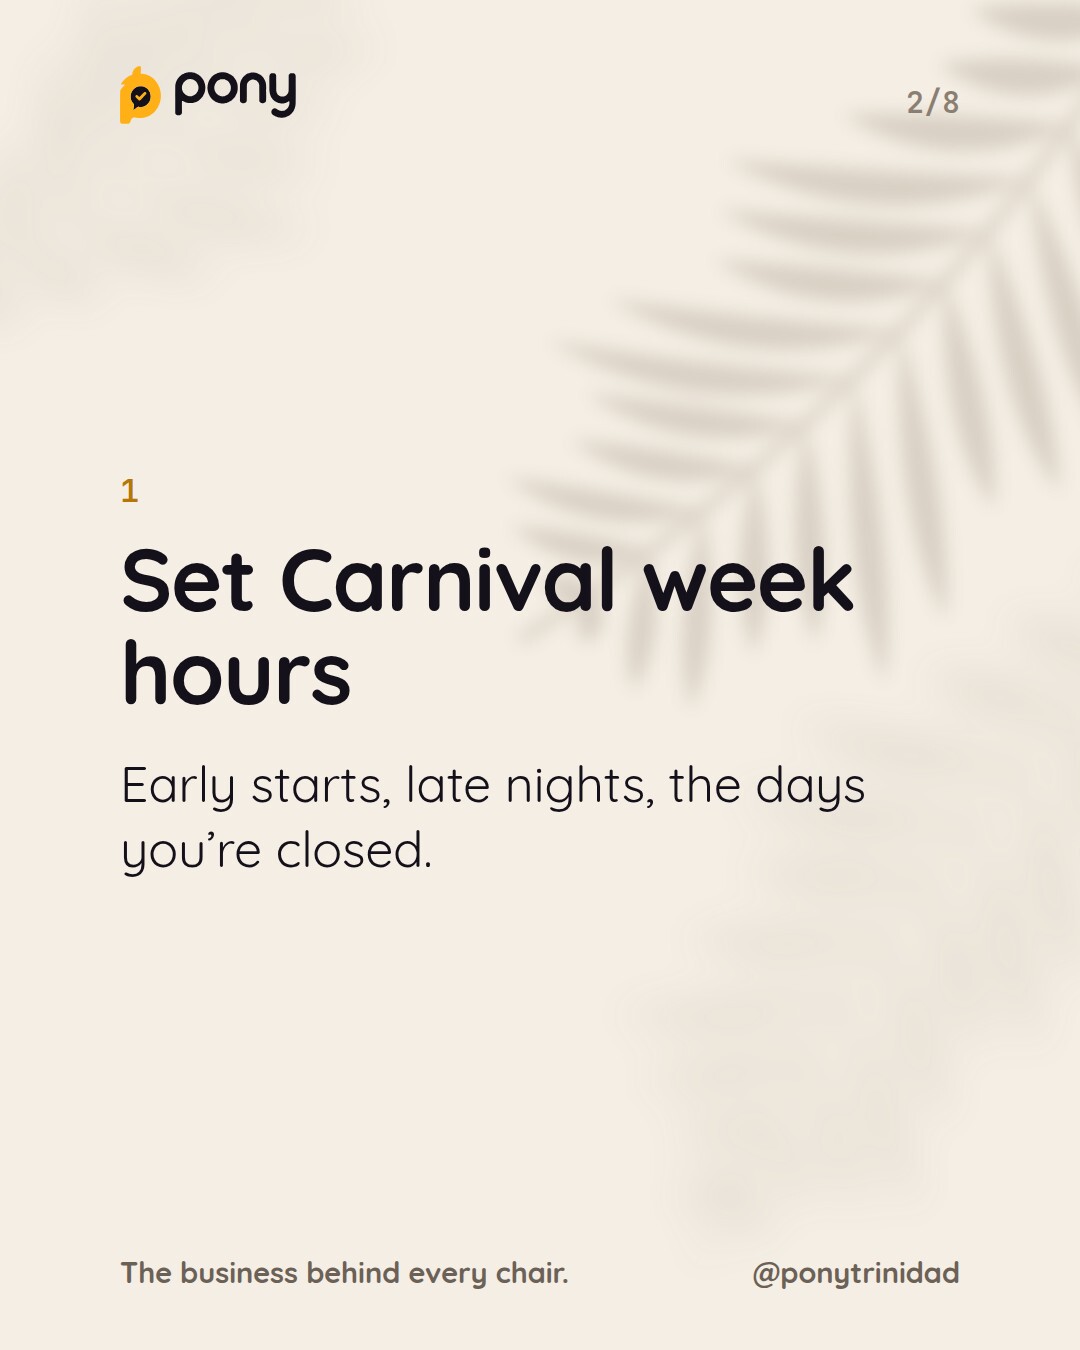 pony
2/8
1
Set Carnival week
hours
Early starts, late nights, the days
you’re closed.
The business behind every chair.
@ponytrinidad